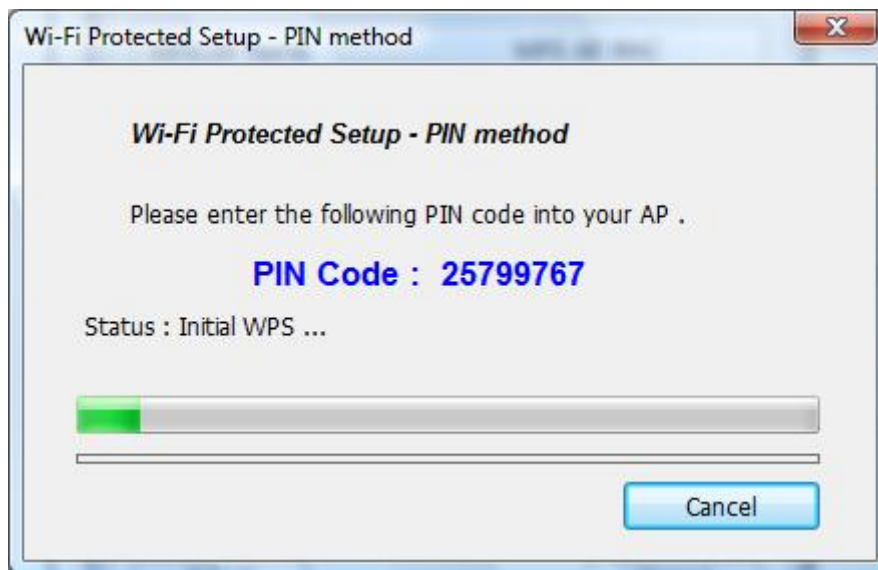 Wi-Fi Protected Setup - PIN method
Wi-Fi Protected Setup - PIN method
Please enter the following PIN code into your AP .
PIN Code : 25799767
Status : Initial WPS ...
Cancel